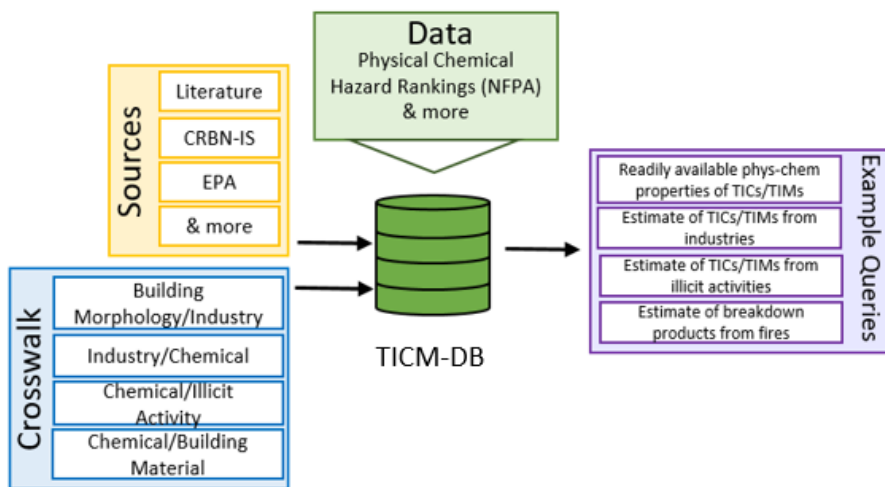 Data
Physical Chemical
Hazard Rankings (NFPA)
& more
Sources
Literature
CRBN-IS
EPA
& more
Crosswalk
Building
Morphology/Industry
Industry/Chemical
Chemical/Illicit
Activity
Chemical/Building
Material
TICM-DB
Example Queries
Readily available phys-chem
properties of TICs/TIMs
Estimate of TICs/TIMs from
industries
Estimate of TICs/TIMs from
illicit activities
Estimate of breakdown
products from fires